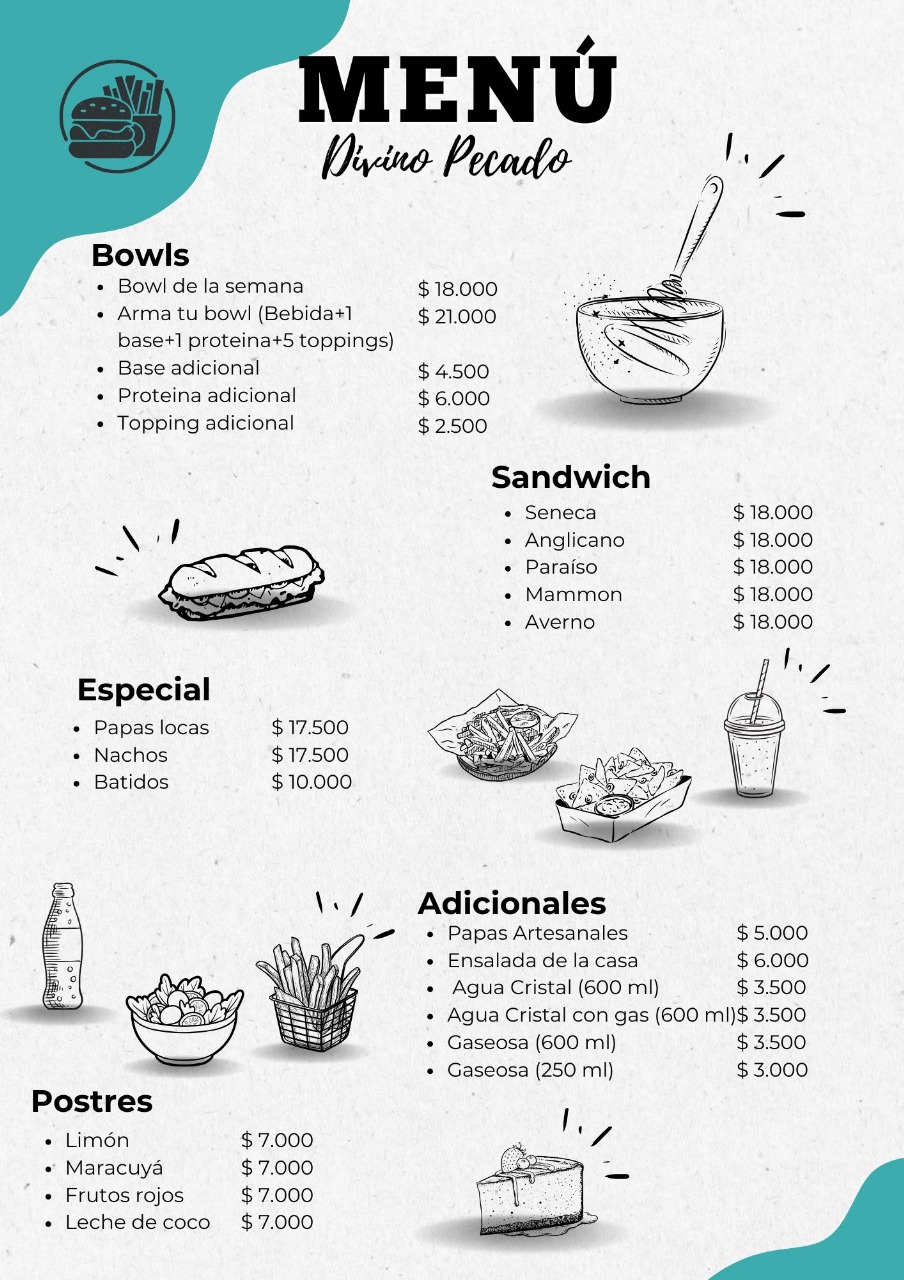 MENÚ
Divino Pecado
Bowls
• Bowl de la semana $ 18.000
• Arma tu bowl (Bebida+1 $ 21.000
base+1 proteina+5 toppings)
• Base adicional $ 4.500
• Proteina adicional $ 6.000
• Topping adicional $ 2.500
Sandwich
• Seneca $ 18.000
• Anglicano $ 18.000
• Paraíso $ 18.000
• Mammon $ 18.000
• Averno $ 18.000
Especial
• Papas locas $ 17.500
• Nachos $ 17.500
• Batidos $ 10.000
Adicionales
• Papas Artesanales $ 5.000
• Ensalada de la casa $ 6.000
• Agua Cristal (600 ml) $ 3.500
• Agua Cristal con gas (600 ml)$ 3.500
• Gaseosa (600 ml) $ 3.500
• Gaseosa (250 ml) $ 3.000
Postres
• Limón $ 7.000
• Maracuyá $ 7.000
• Frutos rojos $ 7.000
• Leche de coco $ 7.000